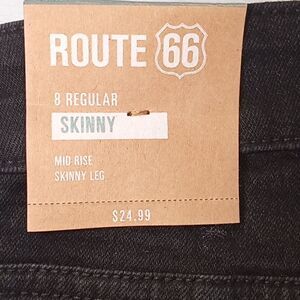 ROUTE 66
8 REGULAR
SKINNY
MID RISE
SKINNY LEG
$24.99